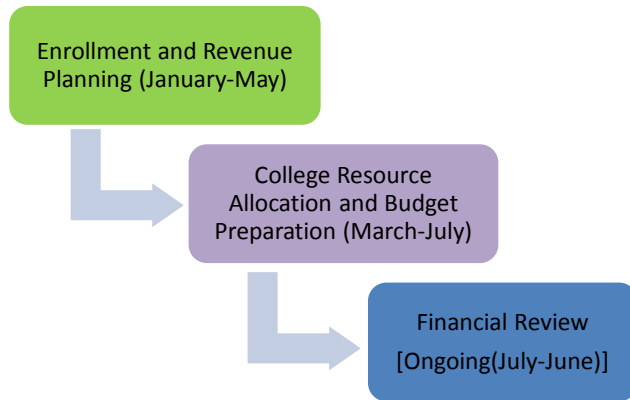 Enrollment and Revenue
Planning (January-May)
College Resource
Allocation and Budget
Preparation (March-July)
Financial Review
[Ongoing(July-June)]